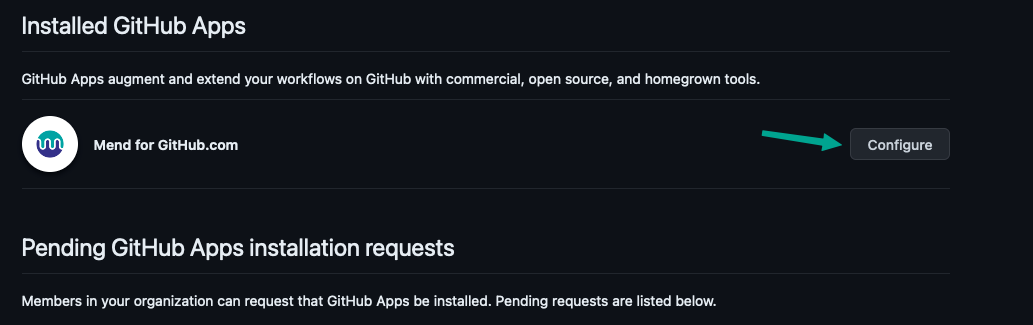 Installed GitHub Apps
GitHub Apps augment and extend your workflows on GitHub with commercial, open source, and homegrown tools.
Mend for GitHub.com
Configure
Pending GitHub Apps installation requests
Members in your organization can request that GitHub Apps be installed. Pending requests are listed below.